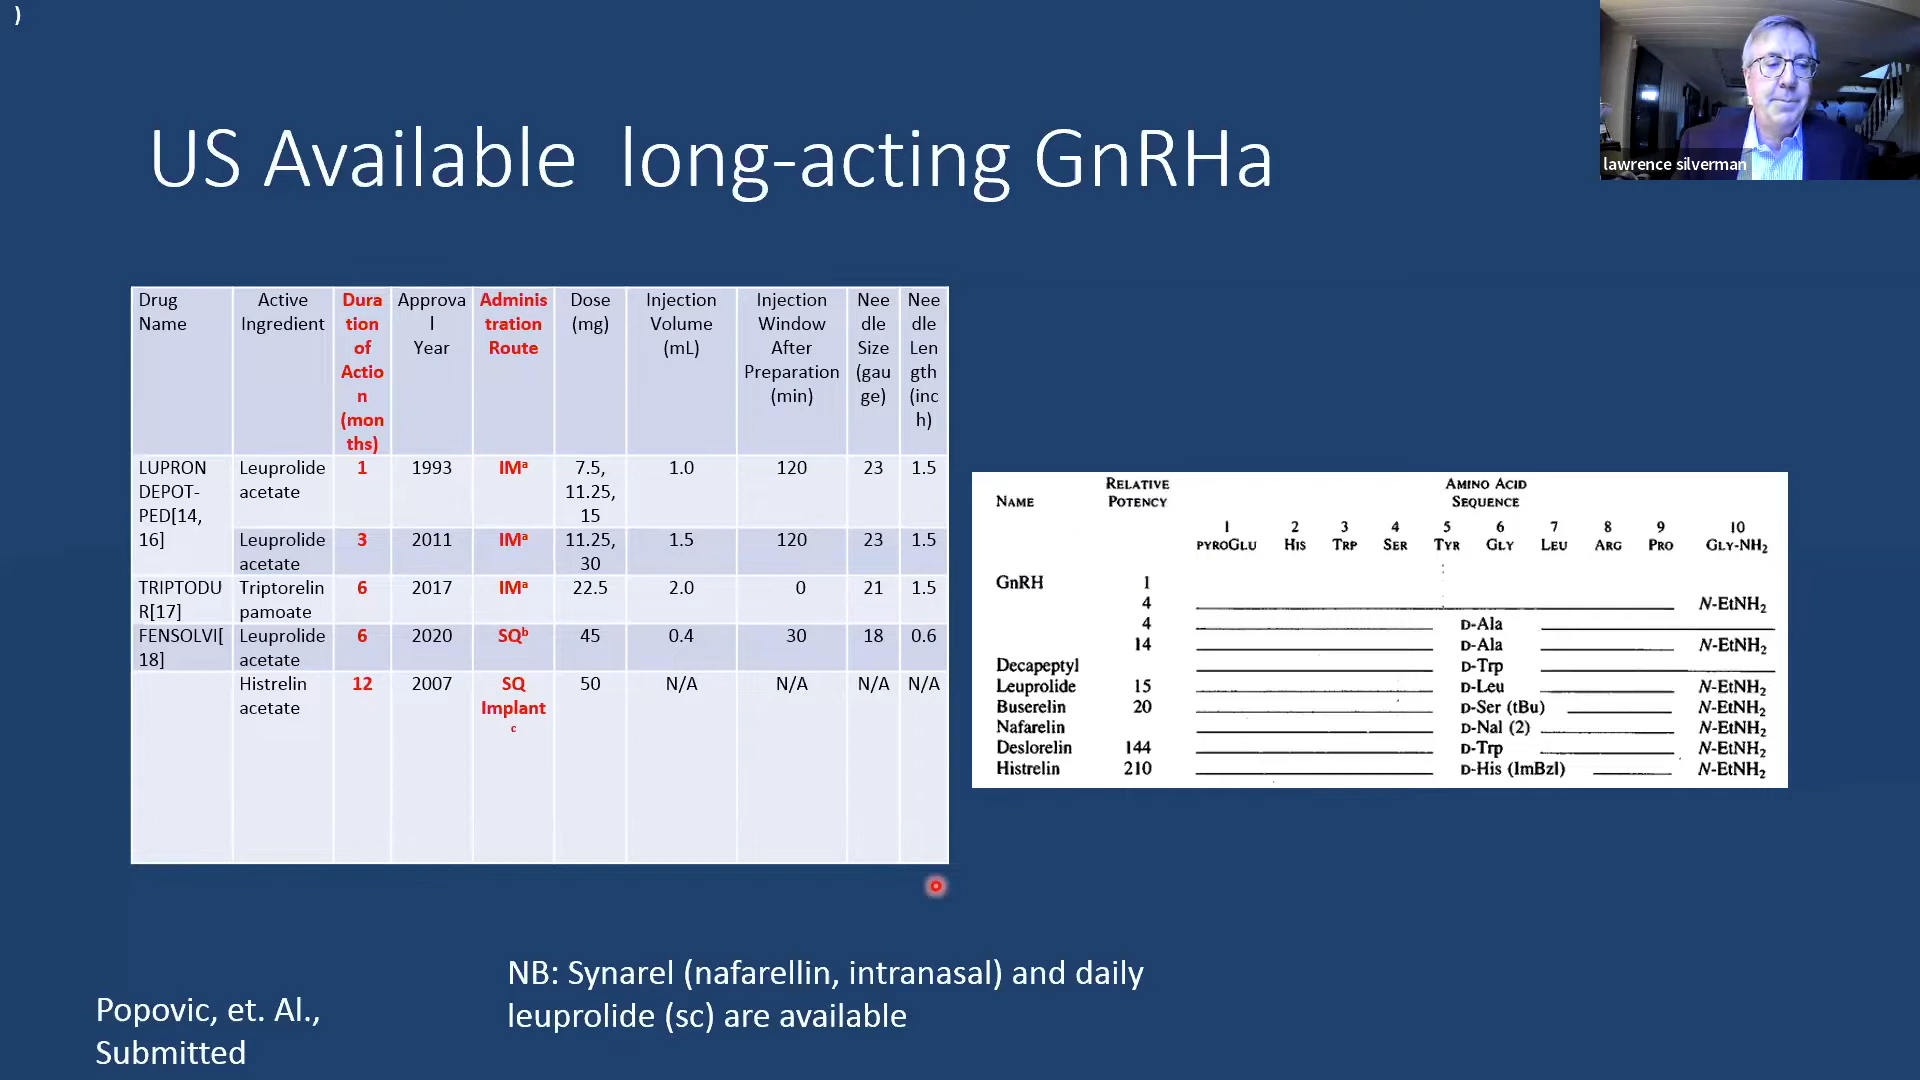 )
lawrence silverman
US Available  long-acting GnRHa
Drug Name	Active Ingredient	Duration of Action (months)	Approval Year	Administration Route	Dose (mg)	Injection Volume (mL)	Injection Window After Preparation (min)	Needle Size (gauge)	Needle Length (inch)
LUPRON DEPOT-PED[14, 16]	Leuprolide acetate	1	1993	IMᵃ	7.5, 11.25, 15	1.0	120	23	1.5
Leuprolide acetate	3	2011	IMᵃ	11.25, 30	1.5	120	23	1.5
TRIPTODUR[17]	Triptorelin pamoate	6	2017	IMᵃ	22.5	2.0	0	21	1.5
FENSOLVI[18]	Leuprolide acetate	6	2020	SQᵇ	45	0.4	30	18	0.6
Histrelin acetate	12	2007	SQ Implant ᶜ	50	N/A	N/A	N/A	N/A
NAME	RELATIVE POTENCY	AMINO ACID SEQUENCE
1 2 3 4 5 6 7 8 9 10
PYROGLU HIS TRP SER TYR GLY LEU ARG PRO GLY-NH₂
GnRH 1
4 N-EtNH₂
4 D-Ala
14 D-Ala N-EtNH₂
Decapeptyl D-Trp
Leuprolide 15 D-Leu N-EtNH₂
Buserelin 20 D-Ser (tBu) N-EtNH₂
Nafarelin D-Nal (2) N-EtNH₂
Deslorelin 144 D-Trp N-EtNH₂
Histrelin 210 D-His (ImBzl) N-EtNH₂
NB: Synarel (nafarellin, intranasal) and daily
leuprolide (sc) are available
Popovic, et. Al.,
Submitted